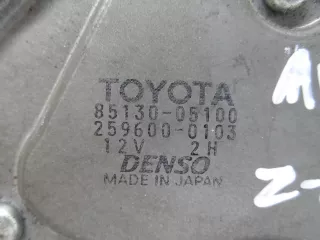 TOYOTA
85130-05100
259600-0103
12V 2H
DENSO
MADE IN JAPAN